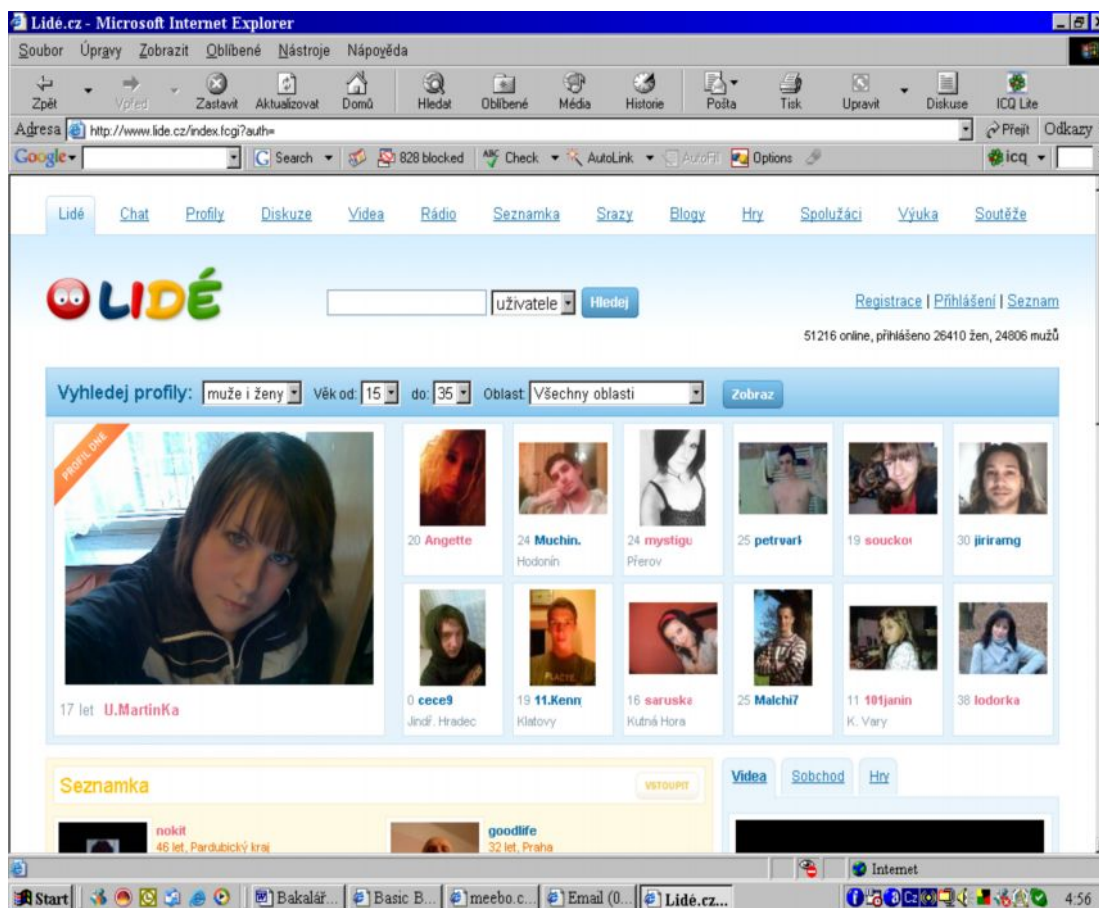 Lidé.cz - Microsoft Internet Explorer
Soubor Úpravy Zobrazit Oblíbené Nástroje Nápověda
Zpět Vpřed Zastavit Aktualizovat Domů Hledat Oblíbené Média Historie Pošta Tisk Upravit Diskuse ICQ Lite
Adresa http://www.lide.cz/index.fcgi?auth= Přejít Odkazy
Google Search 828 blocked ABC Check AutoLink AutoFill Options icq
Lidé Chat Profily Diskuze Videa Rádio Seznamka Srazy Blogy Hry Spolužáci Výuka Soutěže
LIDÉ uživatele Hledej Registrace | Přihlášení | Seznam
51216 online, přihlášeno 26410 žen, 24806 mužů
Vyhledej profily: muže i ženy Věk od: 15 do: 35 Oblast: Všechny oblasti Zobraz
PROFIL DNE
20 Angette 24 Muchin. 24 mystigu 25 petrvarl 19 souckov 30 jiriramg
Hodonín Přerov
PLACTE
17 let U.MartinKa
0 cece9 19 11.Kenn 16 saruska 25 Malchi7 11 101janin 38 lodorka
Jindř. Hradec Klatovy Kutná Hora K. Vary
Seznamka VSTOUPIT Videa Sobchod Hry
nokit goodlife
46 let, Pardubický kraj 32 let, Praha
Internet
Start Bakalář... Basic B... meebo.c... Email (0... Lidé.cz... Cz 4:56